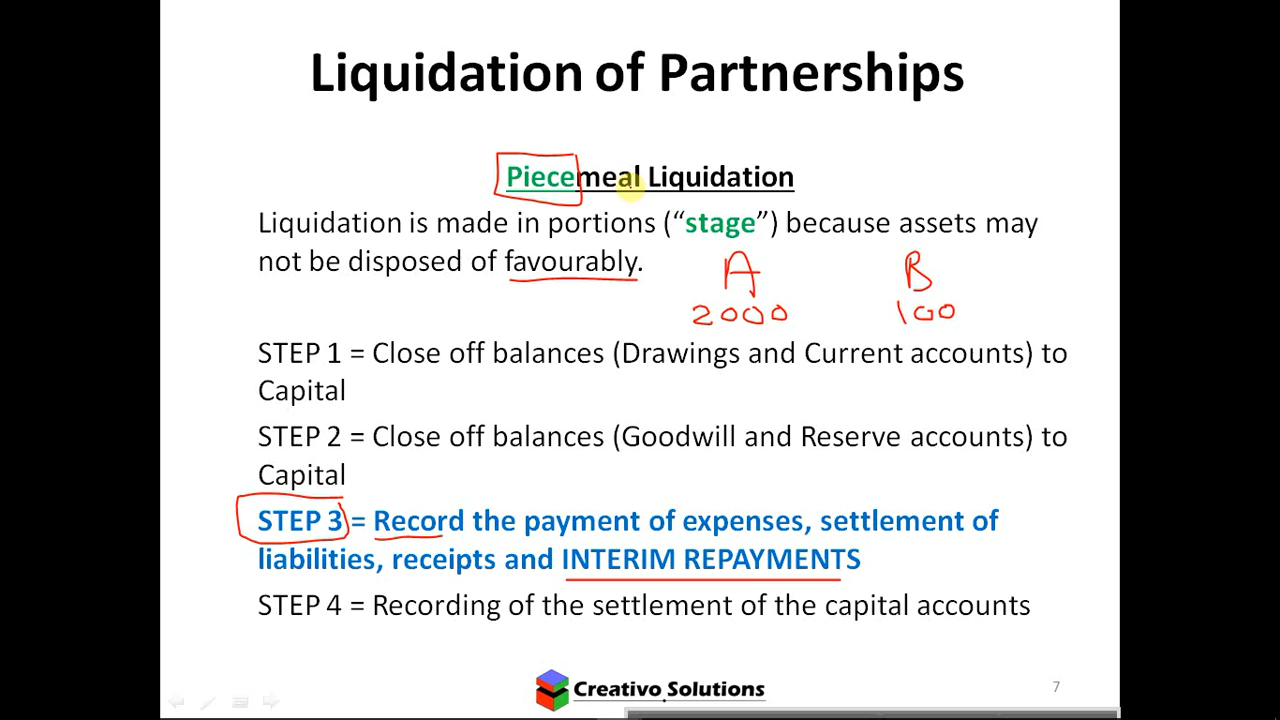 Liquidation of Partnerships
Piecemeal Liquidation
Liquidation is made in portions (“stage”) because assets may
not be disposed of favourably.
A B
2000 100
STEP 1 = Close off balances (Drawings and Current accounts) to
Capital
STEP 2 = Close off balances (Goodwill and Reserve accounts) to
Capital
STEP 3 = Record the payment of expenses, settlement of
liabilities, receipts and INTERIM REPAYMENTS
STEP 4 = Recording of the settlement of the capital accounts
Creativo Solutions
7